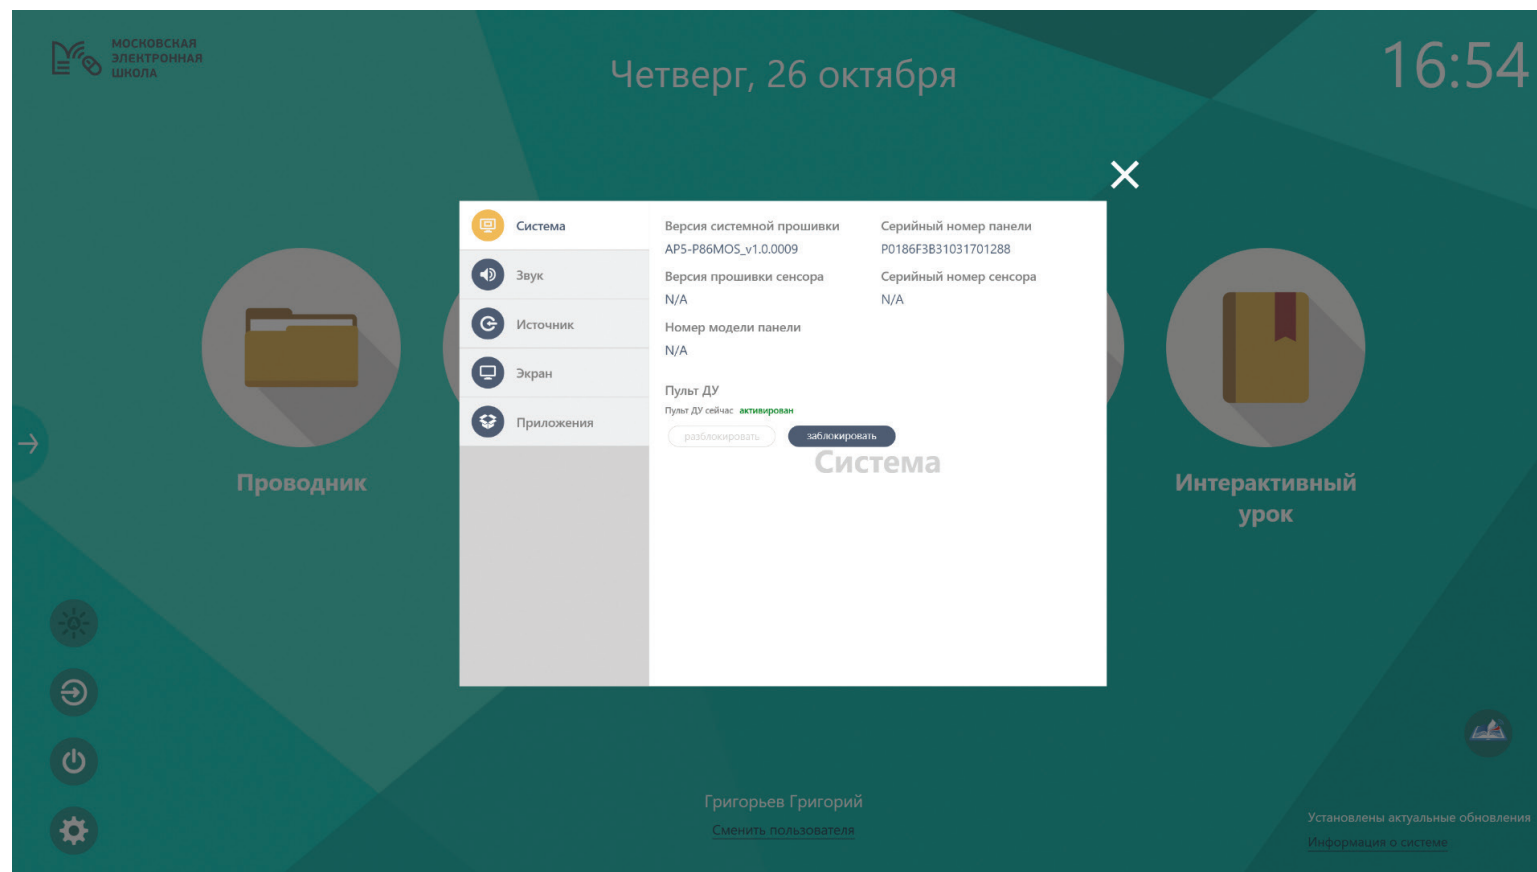 МОСКОВСКАЯ
ЭЛЕКТРОННАЯ
ШКОЛА
Четверг, 26 октября
16:54
Система
Звук
Источник
Экран
Приложения
Версия системной прошивки
AP5-P86MOS_v1.0.0009
Серийный номер панели
P0186F3B31031701288
Версия прошивки сенсора
N/A
Серийный номер сенсора
N/A
Номер модели панели
N/A
Пульт ДУ
Пульт ДУ сейчас активирован
разблокировать
заблокировать
Система
Проводник
Интерактивный
урок
Григорьев Григорий
Сменить пользователя
Установлены актуальные обновления
Информация о системе